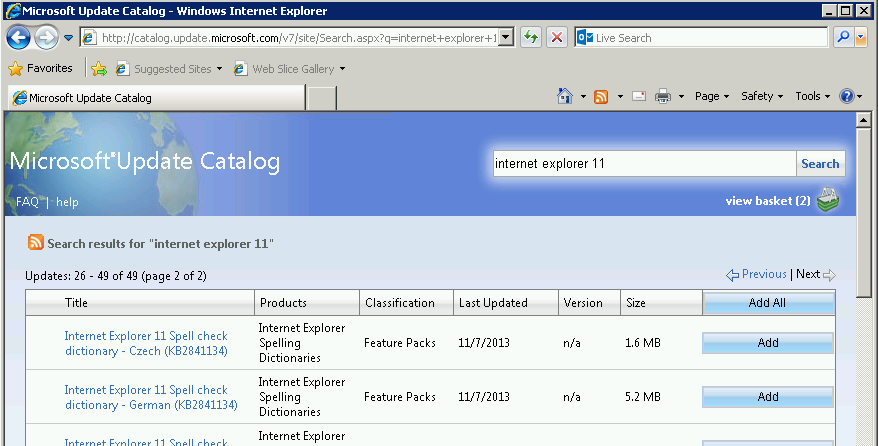 Microsoft Update Catalog - Windows Internet Explorer
http://catalog.update.microsoft.com/v7/site/Search.aspx?q=internet+explorer+1
Live Search
Favorites
Suggested Sites
Web Slice Gallery
Microsoft Update Catalog
Page
Safety
Tools
Microsoft® Update Catalog
internet explorer 11
Search
FAQ | help
view basket (2)
Search results for "internet explorer 11"
Updates: 26 - 49 of 49 (page 2 of 2)
Previous | Next
Title Products Classification Last Updated Version Size Add All
Internet Explorer 11 Spell check
dictionary - Czech (KB2841134)
Internet Explorer
Spelling
Dictionaries
Feature Packs
11/7/2013
n/a
1.6 MB
Add
Internet Explorer 11 Spell check
dictionary - German (KB2841134)
Internet Explorer
Spelling
Dictionaries
Feature Packs
11/7/2013
n/a
5.2 MB
Add
Internet Explorer 11 Spell check
Internet Explorer